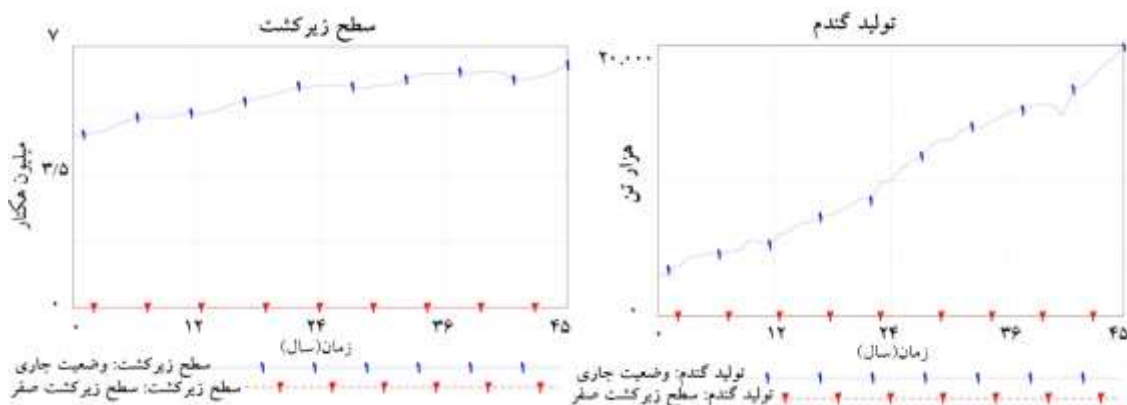 سطح زیرکشت
۷
۳/۵
۰
میلیون هکتار
۰ ۱۲ ۲۴ ۳۶ ۴۵
زمان(سال)
سطح زیرکشت: وضعیت جاری
سطح زیرکشت: سطح زیرکشت صفر
تولید گندم
۲۰,۰۰۰
هزار تن
۰
۰ ۱۲ ۲۴ ۳۶ ۴۵
زمان(سال)
تولید گندم: وضعیت جاری
تولید گندم: سطح زیرکشت صفر